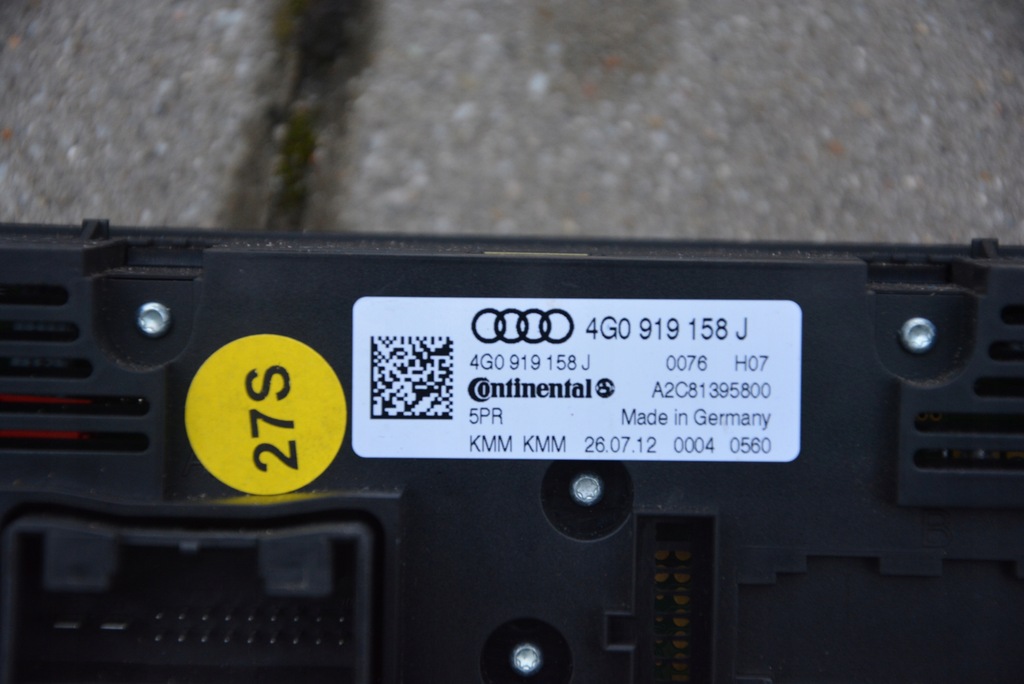 27S
4G0 919 158 J
4G0 919 158 J 0076 H07
Continental A2C81395800
5PR Made in Germany
KMM KMM 26.07.12 0004 0560